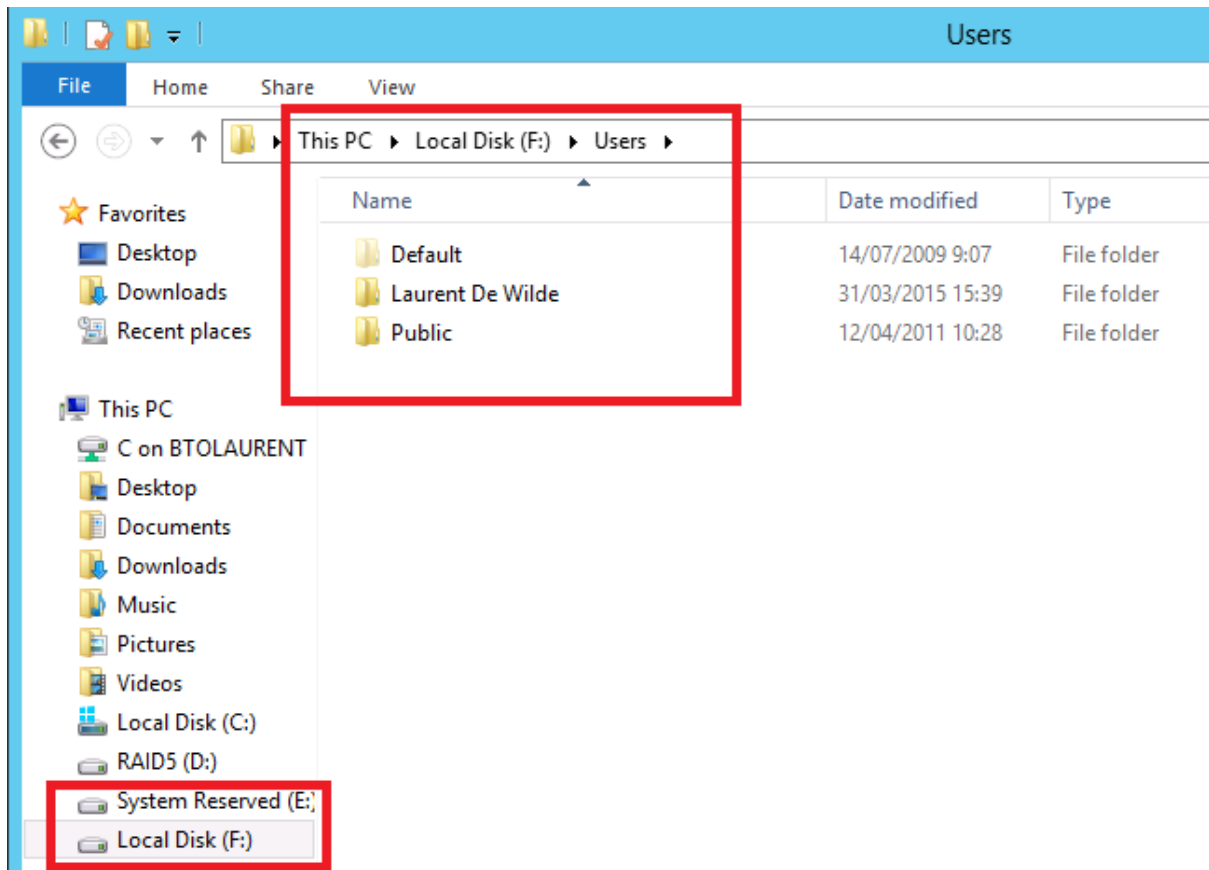 Users
File Home Share View
This PC Local Disk (F:) Users
Name Date modified Type
Favorites
Desktop
Downloads
Recent places
This PC
C on BTOLAURENT
Desktop
Documents
Downloads
Music
Pictures
Videos
Local Disk (C:)
RAID5 (D:)
System Reserved (E:)
Local Disk (F:)
Default 14/07/2009 9:07 File folder
Laurent De Wilde 31/03/2015 15:39 File folder
Public 12/04/2011 10:28 File folder